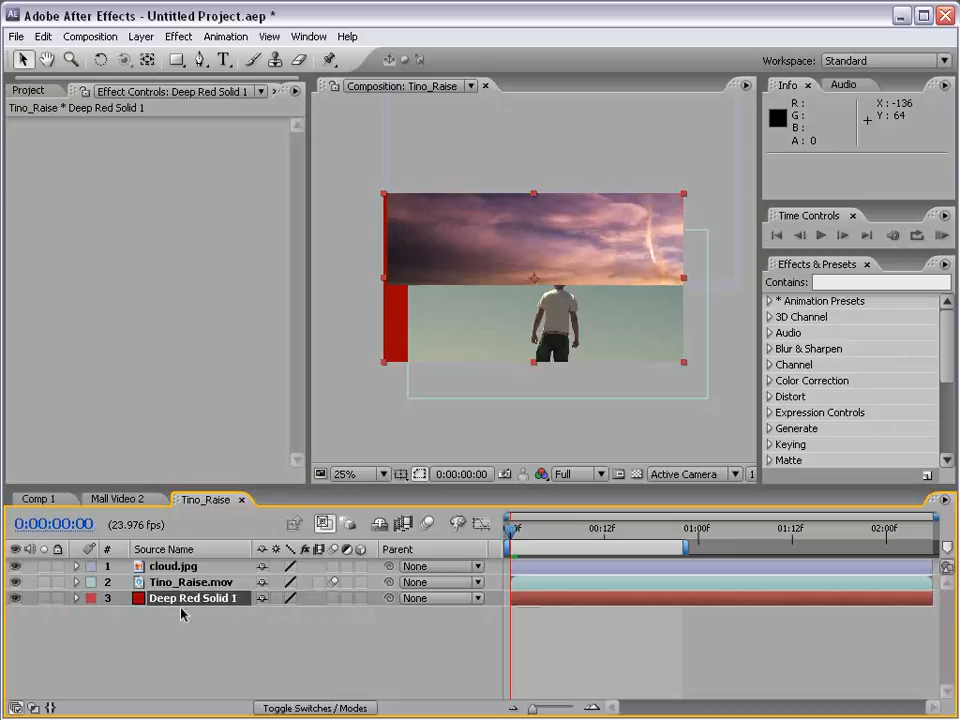 Adobe After Effects - Untitled Project.aep *
File Edit Composition Layer Effect Animation View Window Help
Workspace: Standard
Project Effect Controls: Deep Red Solid 1
Tino_Raise * Deep Red Solid 1
Composition: Tino_Raise
Info Audio
R :
G :
B :
A : 0
X : -136
Y : 64
Time Controls
Effects & Presets
Contains:
* Animation Presets
3D Channel
Audio
Blur & Sharpen
Channel
Color Correction
Distort
Expression Controls
Generate
Keying
Matte
25% 0:00:00:00 Full Active Camera 1
Comp 1 Mall Video 2 Tino_Raise
0:00:00:00 (23.976 fps)
00:12f 01:00f 01:12f 02:00f
# Source Name fx Parent
1 cloud.jpg None
2 Tino_Raise.mov None
3 Deep Red Solid 1 None
Toggle Switches / Modes